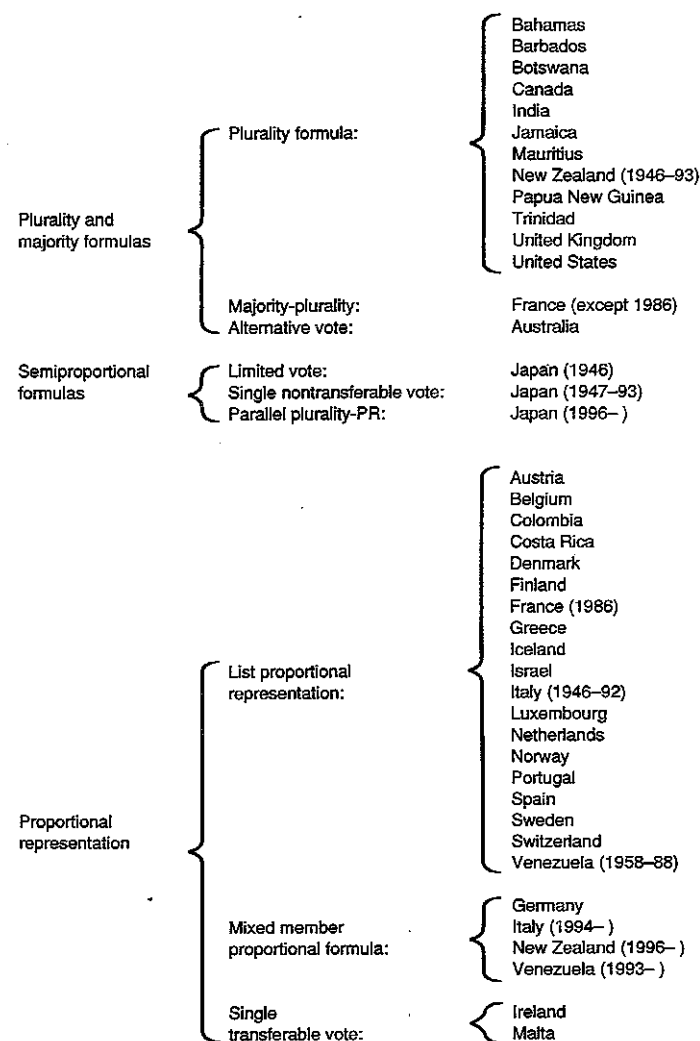 Plurality and
majority formulas
Plurality formula:
Bahamas
Barbados
Botswana
Canada
India
Jamaica
Mauritius
New Zealand (1946–93)
Papua New Guinea
Trinidad
United Kingdom
United States
Majority-plurality: France (except 1986)
Alternative vote: Australia
Semiproportional
formulas
Limited vote: Japan (1946)
Single nontransferable vote: Japan (1947–93)
Parallel plurality-PR: Japan (1996– )
Proportional
representation
List proportional
representation:
Austria
Belgium
Colombia
Costa Rica
Denmark
Finland
France (1986)
Greece
Iceland
Israel
Italy (1946–92)
Luxembourg
Netherlands
Norway
Portugal
Spain
Sweden
Switzerland
Venezuela (1958–88)
Mixed member
proportional formula:
Germany
Italy (1994– )
New Zealand (1996– )
Venezuela (1993– )
Single
transferable vote:
Ireland
Malta